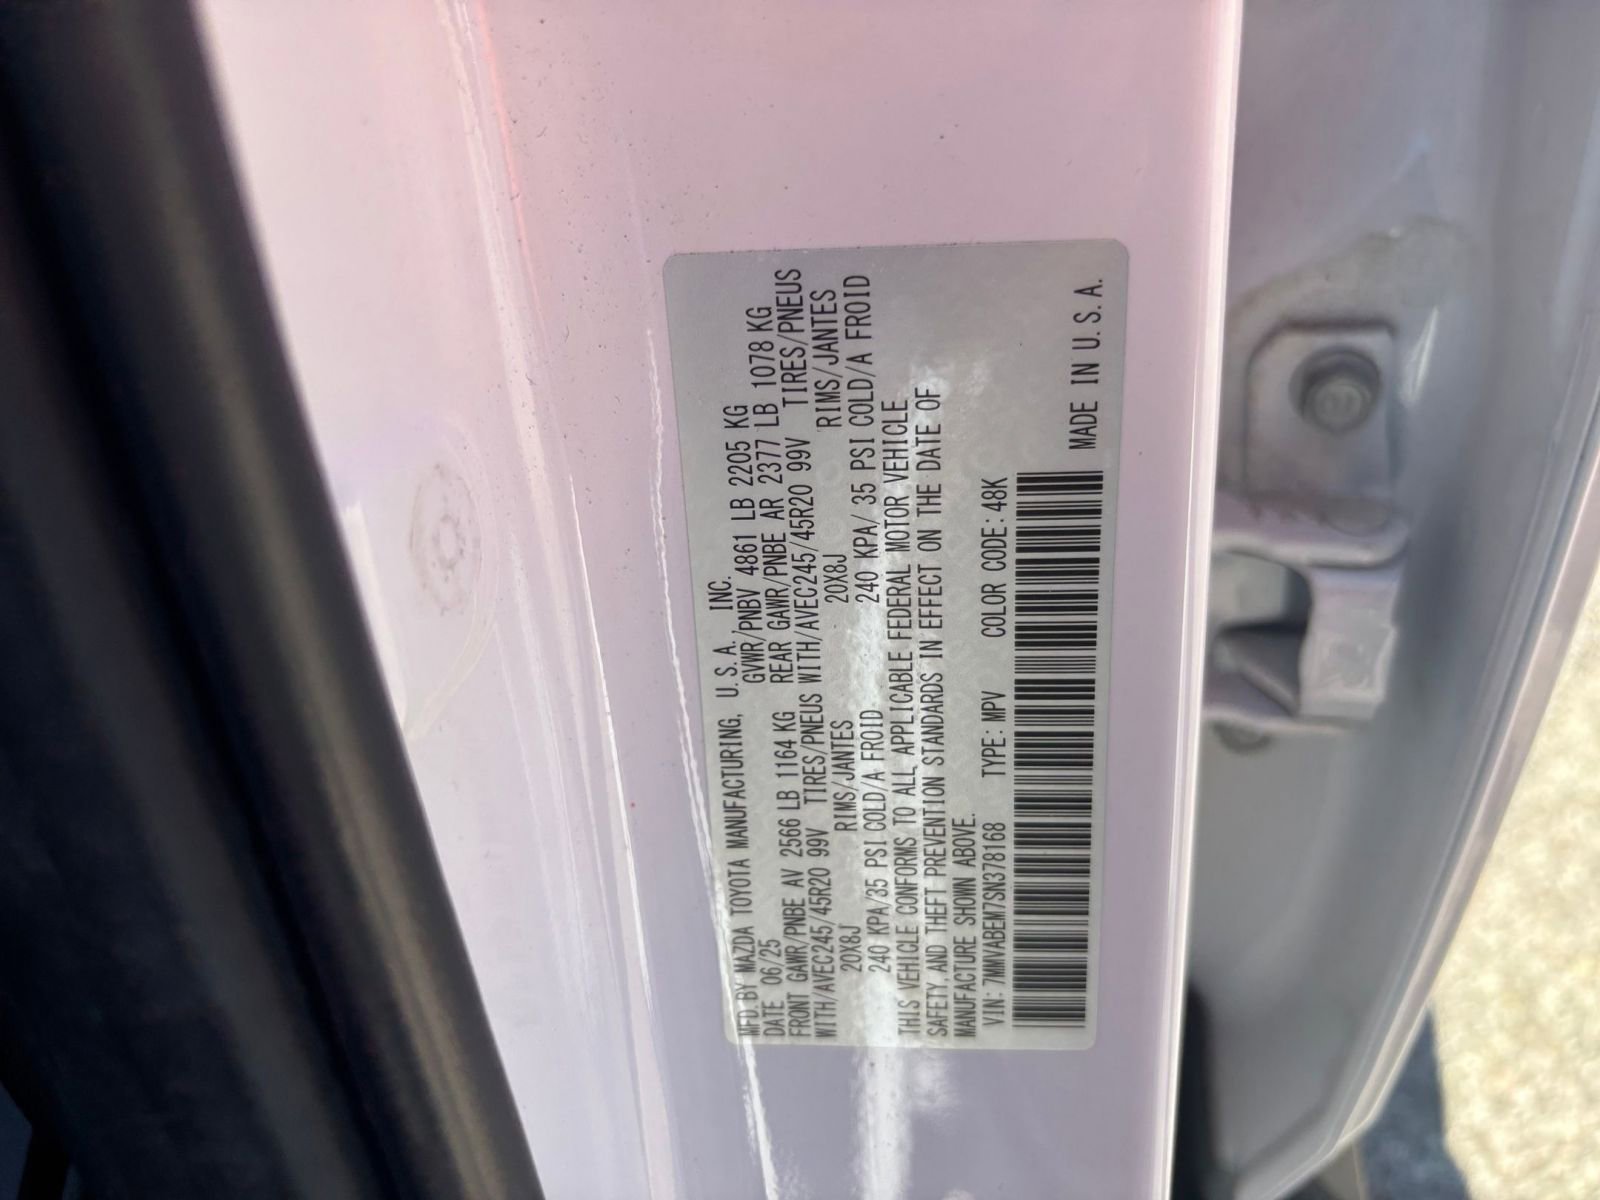 MFD.BY MAZDA TOYOTA MANUFACTURING, U.S.A. INC.
DATE 06/25 GVWR/PNBV 4861 LB 2205 KG
FRONT GAWR/PNBE AV 2566 LB 1164 KG REAR GAWR/PNBE AR 2377 LB 1078 KG
WITH/AVEC245/45R20 99V TIRES/PNEUS WITH/AVEC245/45R20 99V TIRES/PNEUS
20X8J RIMS/JANTES 20X8J RIMS/JANTES
240 KPA/35 PSI COLD/A FROID 240 KPA/ 35 PSI COLD/A FROID
THIS VEHICLE CONFORMS TO ALL APPLICABLE FEDERAL MOTOR VEHICLE
SAFETY AND THEFT PREVENTION STANDARDS IN EFFECT ON THE DATE OF
MANUFACTURE SHOWN ABOVE.
VIN: 7MMVABEM7SN378168 TYPE: MPV COLOR CODE: 48K
MADE IN U.S.A.